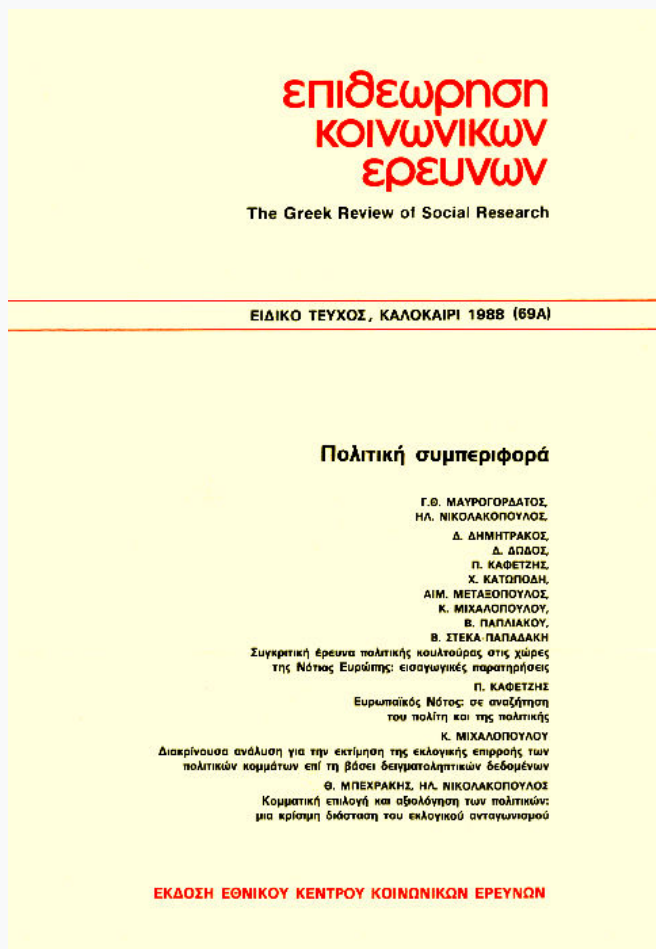 επιθεωρηση
κοινωνικων
ερευνων
The Greek Review of Social Research
ΕΙΔΙΚΟ ΤΕΥΧΟΣ, ΚΑΛΟΚΑΙΡΙ 1988 (69Α)
Πολιτική συμπεριφορά
Γ.Θ. ΜΑΥΡΟΓΟΡΔΑΤΟΣ,
ΗΛ. ΝΙΚΟΛΑΚΟΠΟΥΛΟΣ,
Δ. ΔΗΜΗΤΡΑΚΟΣ,
Δ. ΔΩΔΟΣ,
Π. ΚΑΦΕΤΖΗΣ,
Χ. ΚΑΤΩΠΟΔΗ,
ΑΙΜ. ΜΕΤΑΞΟΠΟΥΛΟΣ,
Κ. ΜΙΧΑΛΟΠΟΥΛΟΥ,
Β. ΠΑΠΛΙΑΚΟΥ,
Β. ΣΤΕΚΑ-ΠΑΠΑΔΑΚΗ
Συγκριτική έρευνα πολιτικής κουλτούρας στις χώρες
της Νότιας Ευρώπης: εισαγωγικές παρατηρήσεις
Π. ΚΑΦΕΤΖΗΣ
Ευρωπαϊκός Νότος: σε αναζήτηση
του πολίτη και της πολιτικής
Κ. ΜΙΧΑΛΟΠΟΥΛΟΥ
Διακρίνουσα ανάλυση για την εκτίμηση της εκλογικής επιρροής των
πολιτικών κομμάτων επί τη βάσει δειγματοληπτικών δεδομένων
Θ. ΜΠΕΧΡΑΚΗΣ, ΗΛ. ΝΙΚΟΛΑΚΟΠΟΥΛΟΣ
Κομματική επιλογή και αξιολόγηση των πολιτικών:
μια κρίσιμη διάσταση του εκλογικού ανταγωνισμού
ΕΚΔΟΣΗ ΕΘΝΙΚΟΥ ΚΕΝΤΡΟΥ ΚΟΙΝΩΝΙΚΩΝ ΕΡΕΥΝΩΝ